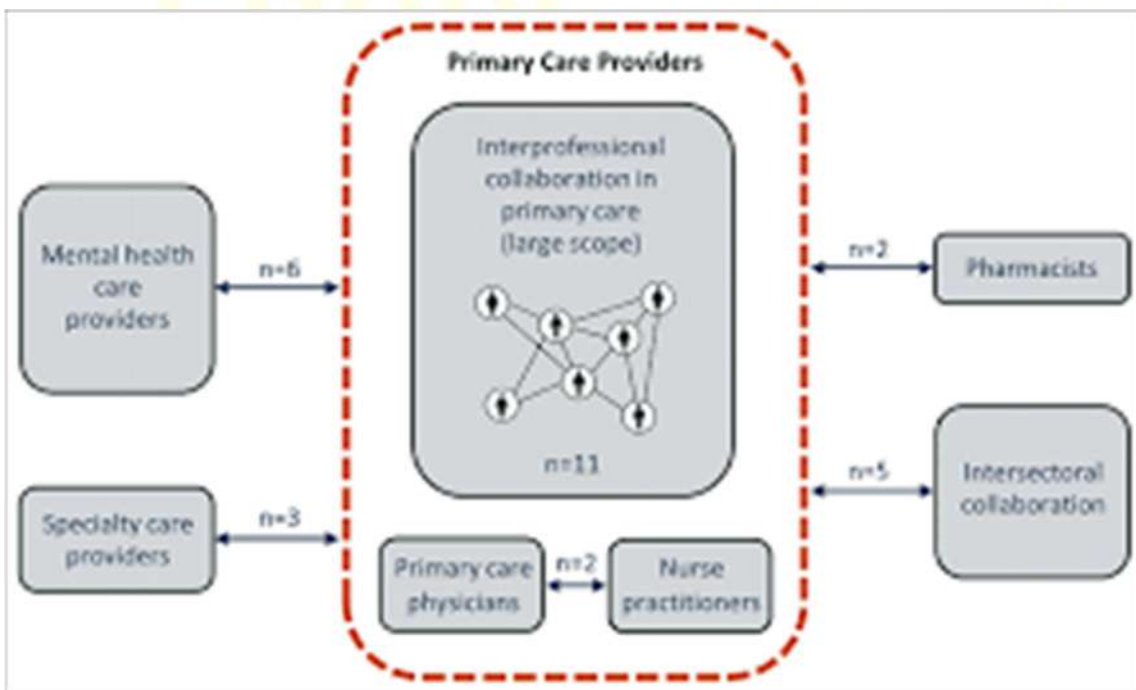 Primary Care Providers
Interprofessional
collaboration in
primary care
(large scope)
n=11
Mental health
care
providers
n=6
Specialty care
providers
n=3
Primary care
physicians
n=2
Nurse
practitioners
n=2
Pharmacists
n=5
Intersectoral
collaboration